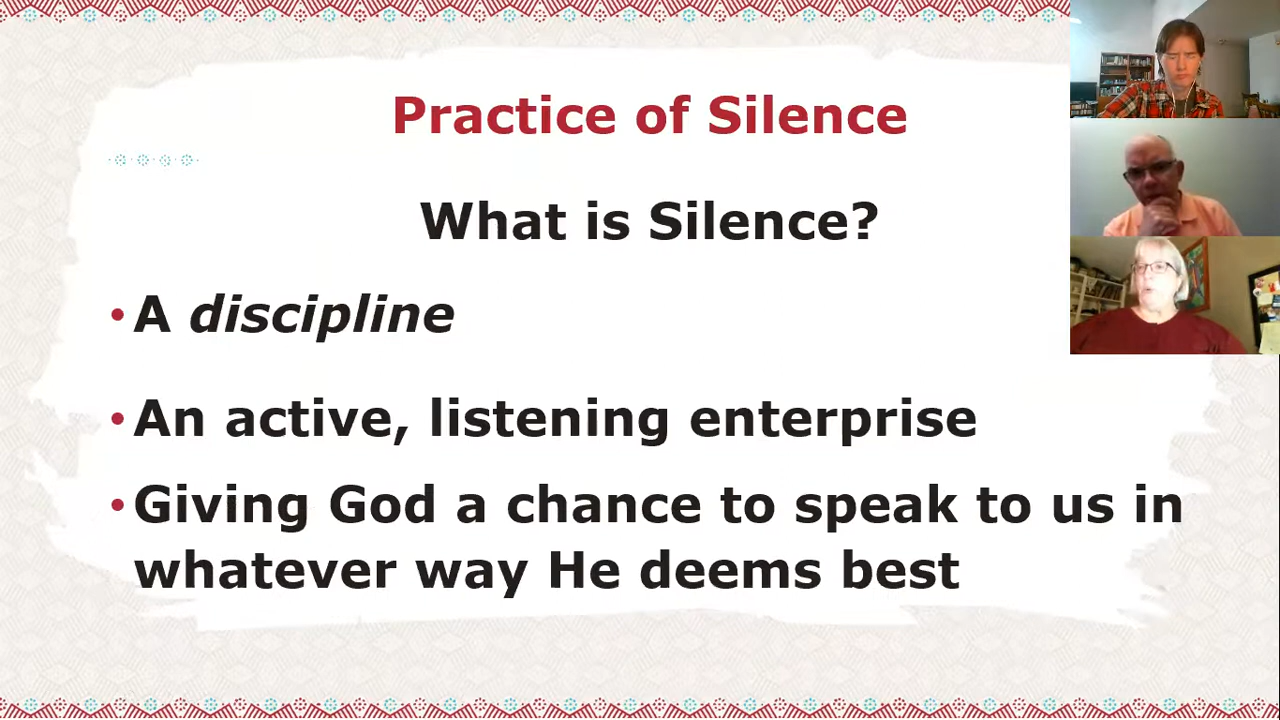 Practice of Silence
What is Silence?
• A discipline
• An active, listening enterprise
• Giving God a chance to speak to us in
whatever way He deems best